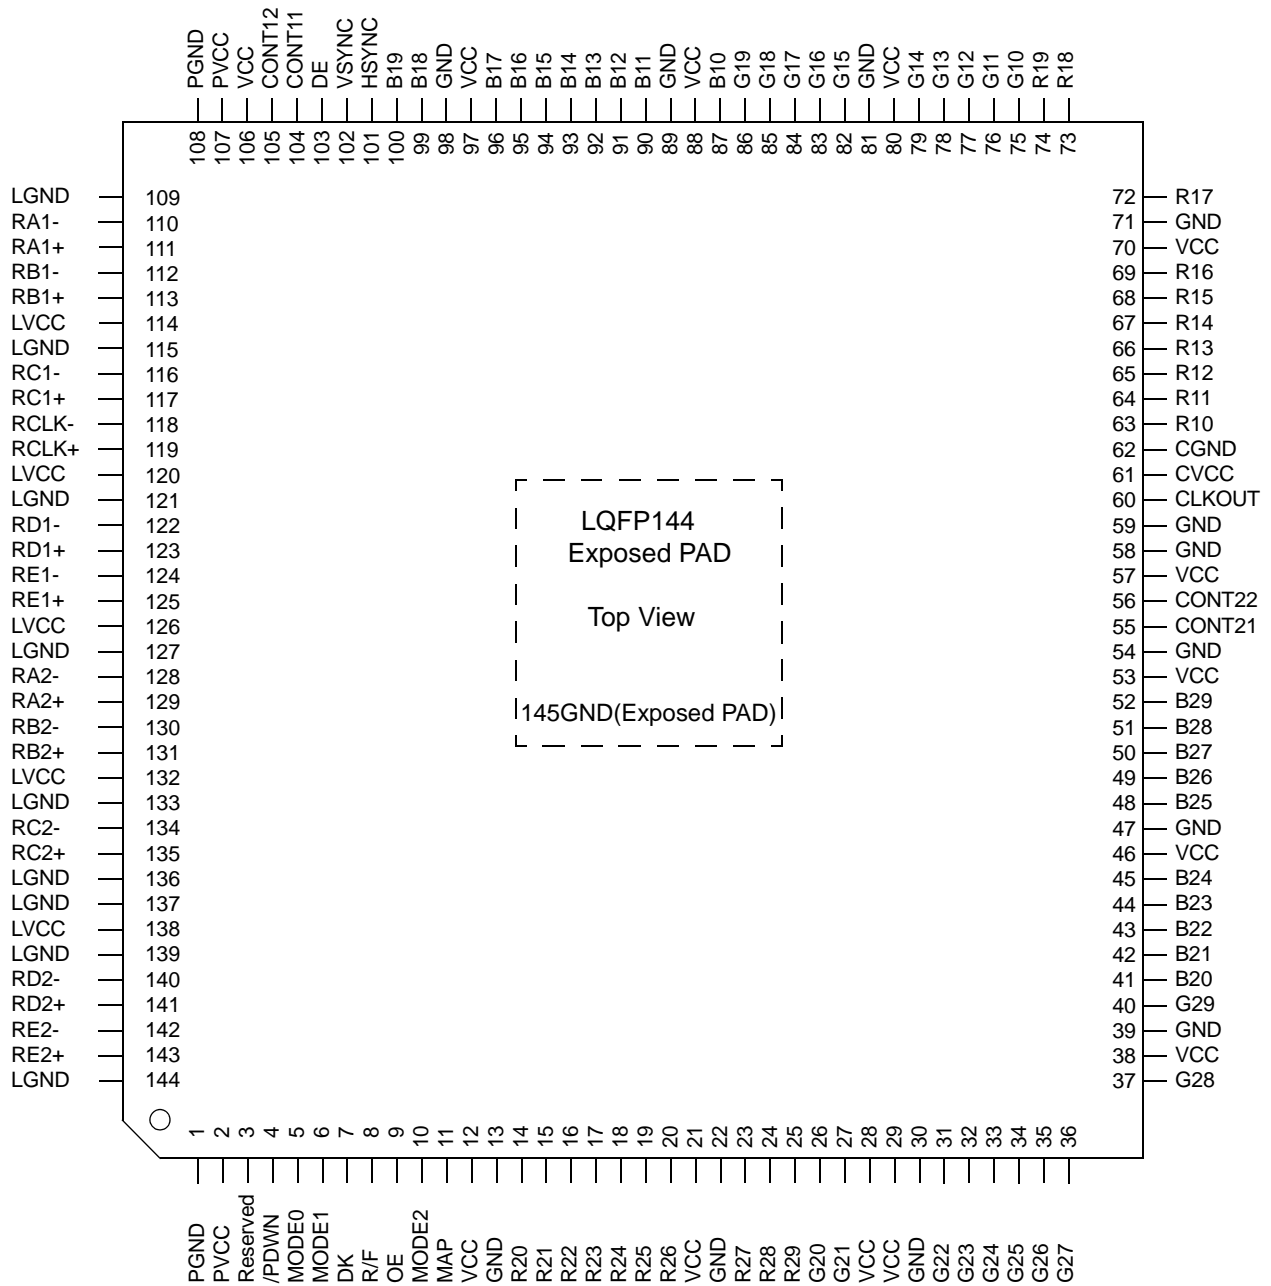 PGND PVCC VCC CONT12 CONT11 DE VSYNC HSYNC B19 B18 GND VCC B17 B16 B15 B14 B13 B12 B11 GND VCC B10 G19 G18 G17 G16 G15 GND VCC G14 G13 G12 G11 G10 R19 R18
108 107 106 105 104 103 102 101 100 99 98 97 96 95 94 93 92 91 90 89 88 87 86 85 84 83 82 81 80 79 78 77 76 75 74 73
LGND 109 72 R17
RA1- 110 71 GND
RA1+ 111 70 VCC
RB1- 112 69 R16
RB1+ 113 68 R15
LVCC 114 67 R14
LGND 115 66 R13
RC1- 116 65 R12
RC1+ 117 64 R11
RCLK- 118 63 R10
RCLK+ 119 62 CGND
LVCC 120 61 CVCC
LGND 121 60 CLKOUT
RD1- 122 59 GND
RD1+ 123 58 GND
RE1- 124 57 VCC
RE1+ 125 56 CONT22
LVCC 126 55 CONT21
LGND 127 54 GND
RA2- 128 53 VCC
RA2+ 129 52 B29
RB2- 130 51 B28
RB2+ 131 50 B27
LVCC 132 49 B26
LGND 133 48 B25
RC2- 134 47 GND
RC2+ 135 46 VCC
LGND 136 45 B24
LGND 137 44 B23
LVCC 138 43 B22
LGND 139 42 B21
RD2- 140 41 B20
RD2+ 141 40 G29
RE2- 142 39 GND
RE2+ 143 38 VCC
LGND 144 37 G28
LQFP144
Exposed PAD
Top View
145GND(Exposed PAD)
1 2 3 4 5 6 7 8 9 10 11 12 13 14 15 16 17 18 19 20 21 22 23 24 25 26 27 28 29 30 31 32 33 34 35 36
PGND PVCC Reserved /PDWN MODE0 MODE1 DK R/F OE MODE2 MAP VCC GND R20 R21 R22 R23 R24 R25 R26 VCC GND R27 R28 R29 G20 G21 VCC VCC GND G22 G23 G24 G25 G26 G27